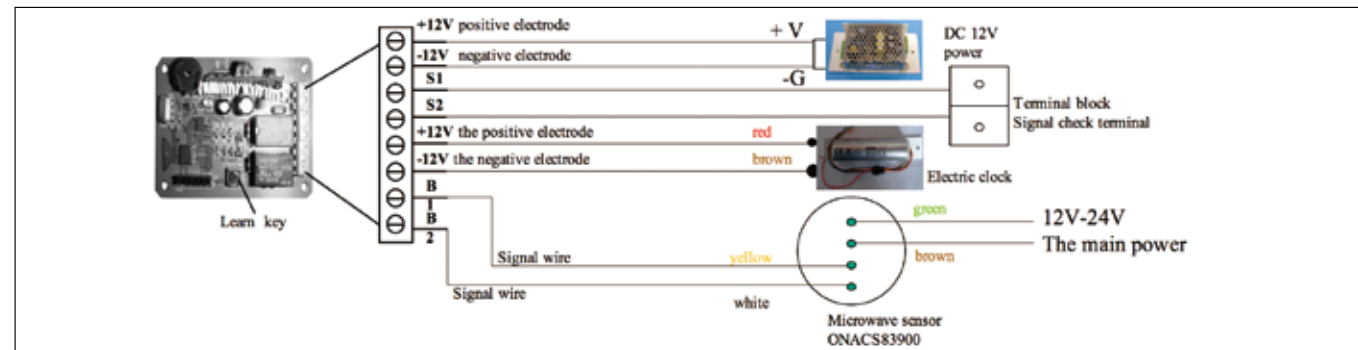 +12V positive electrode
+ V
DC 12V
power
-12V negative electrode
-G
S1
S2
Terminal block
Signal check terminal
+12V the positive electrode
red
-12V the negative electrode
brown
Electric clock
B
1
B
2
Learn key
green
12V-24V
The main power
brown
Signal wire
yellow
Signal wire
white
Microwave sensor
ONACS83900